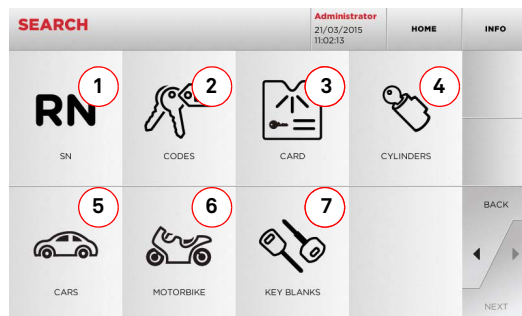 SEARCH
Administrator
21/03/2015
11:02:13
HOME
INFO
RN
1
2
3
4
SN
CODES
CARD
CYLINDERS
5
6
7
BACK
CARS
MOTORBIKE
KEY BLANKS
NEXT